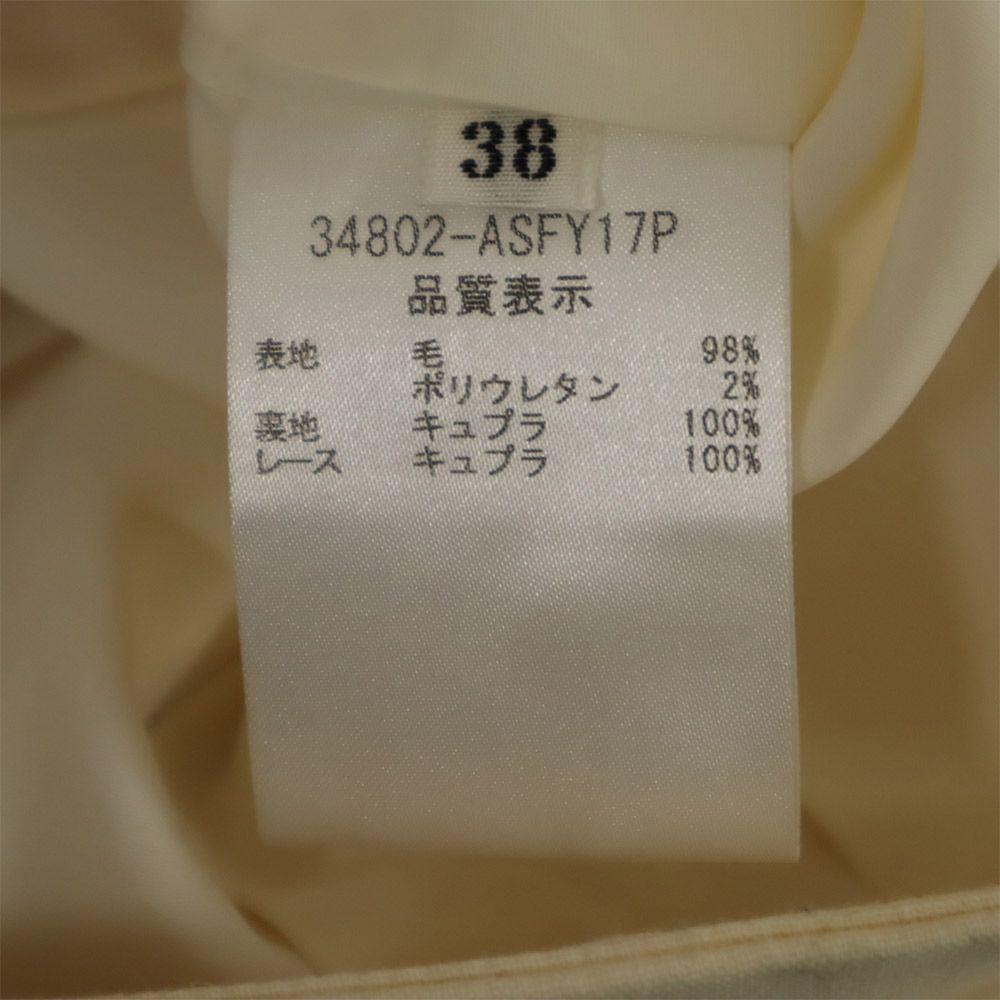 38
34802-ASFY17P
品質表示
表地 毛 98%
ポリウレタン 2%
裏地 キュプラ 100%
レース キュプラ 100%